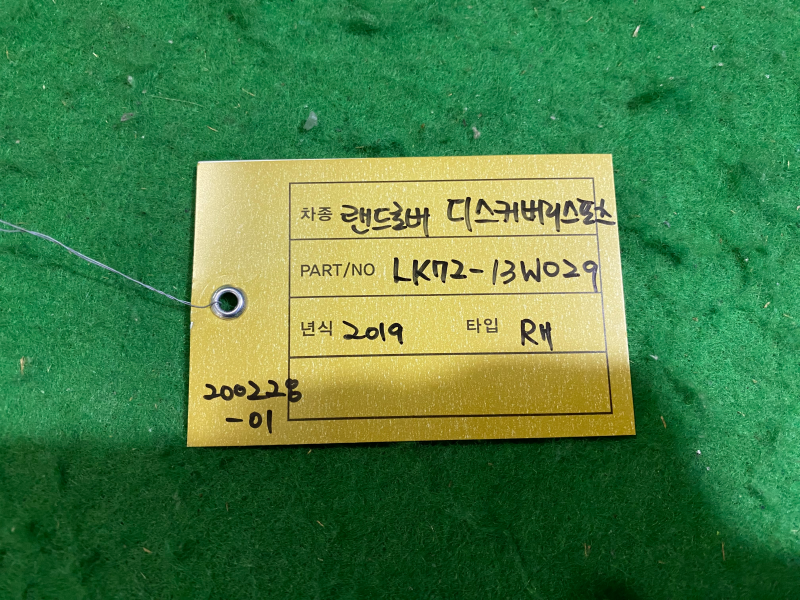 차종 랜드로버 디스커버리스포츠
PART/NO LK72-13W029
년식 2019 타입 RH
200228
-01